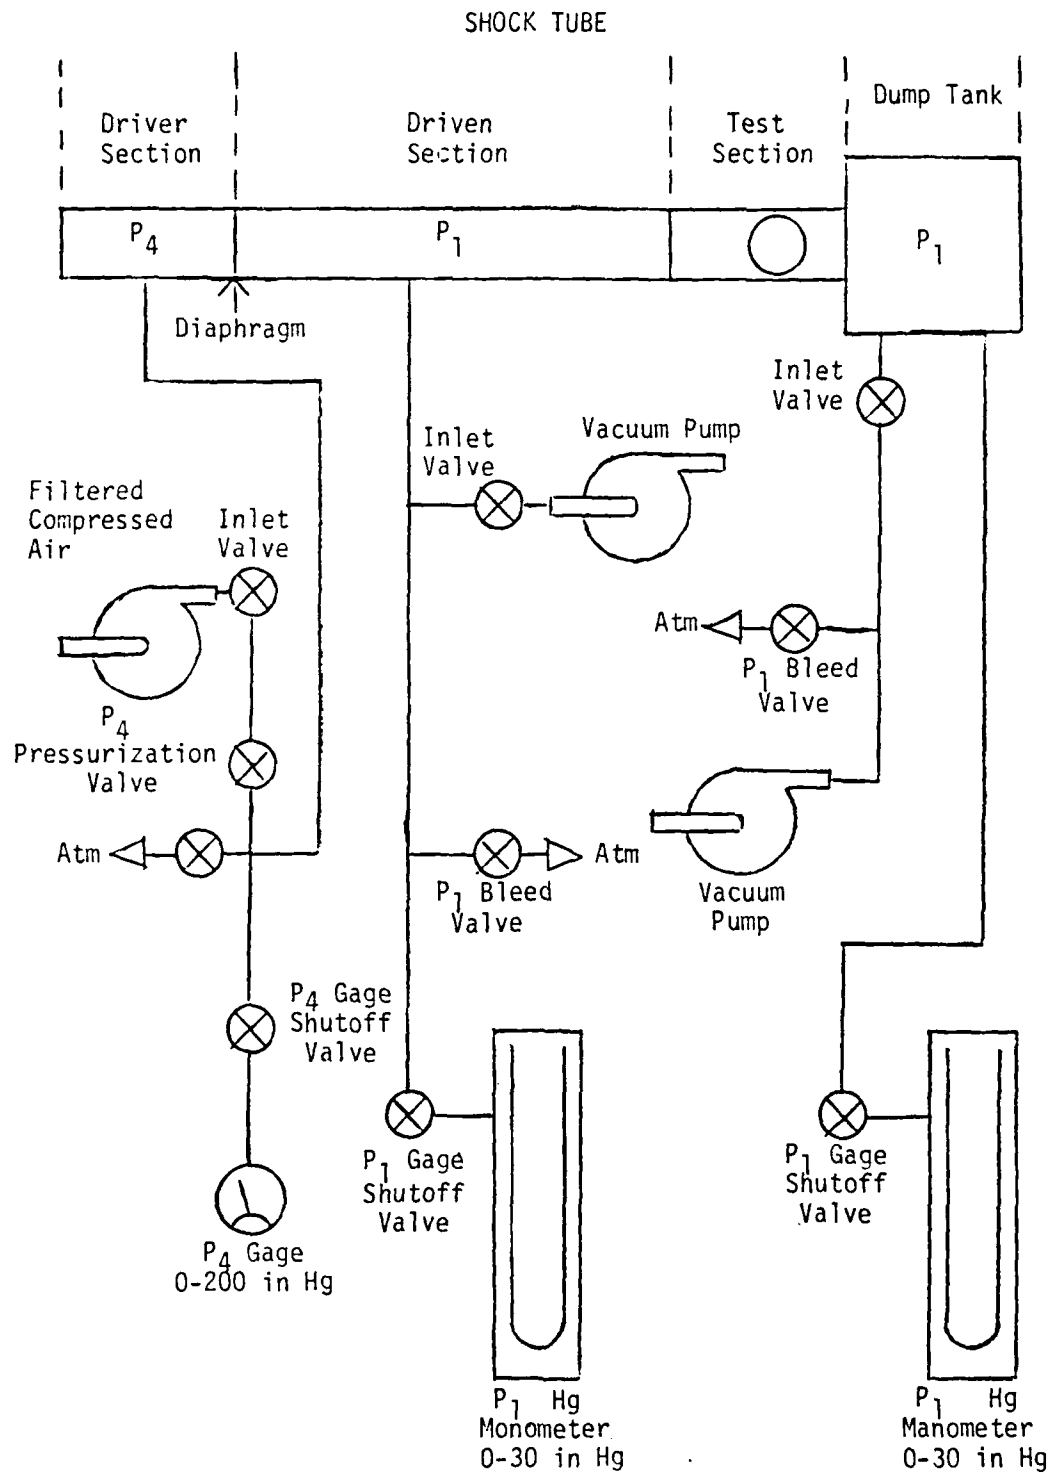 SHOCK TUBE
Driver
Section
Driven
Section
Test
Section
Dump Tank
P4
P1
P1
Diaphragm
Inlet
Valve
Vacuum Pump
Inlet
Valve
Filtered
Compressed
Air
Inlet
Valve
Atm
P1 Bleed
Valve
P4
Pressurization
Valve
Atm
P1 Bleed
Valve
Atm
Vacuum
Pump
P4 Gage
Shutoff
Valve
P1 Gage
Shutoff
Valve
P1 Gage
Shutoff
Valve
P4 Gage
0-200 in Hg
P1 Hg
Monometer
0-30 in Hg
P1 Hg
Manometer
0-30 in Hg